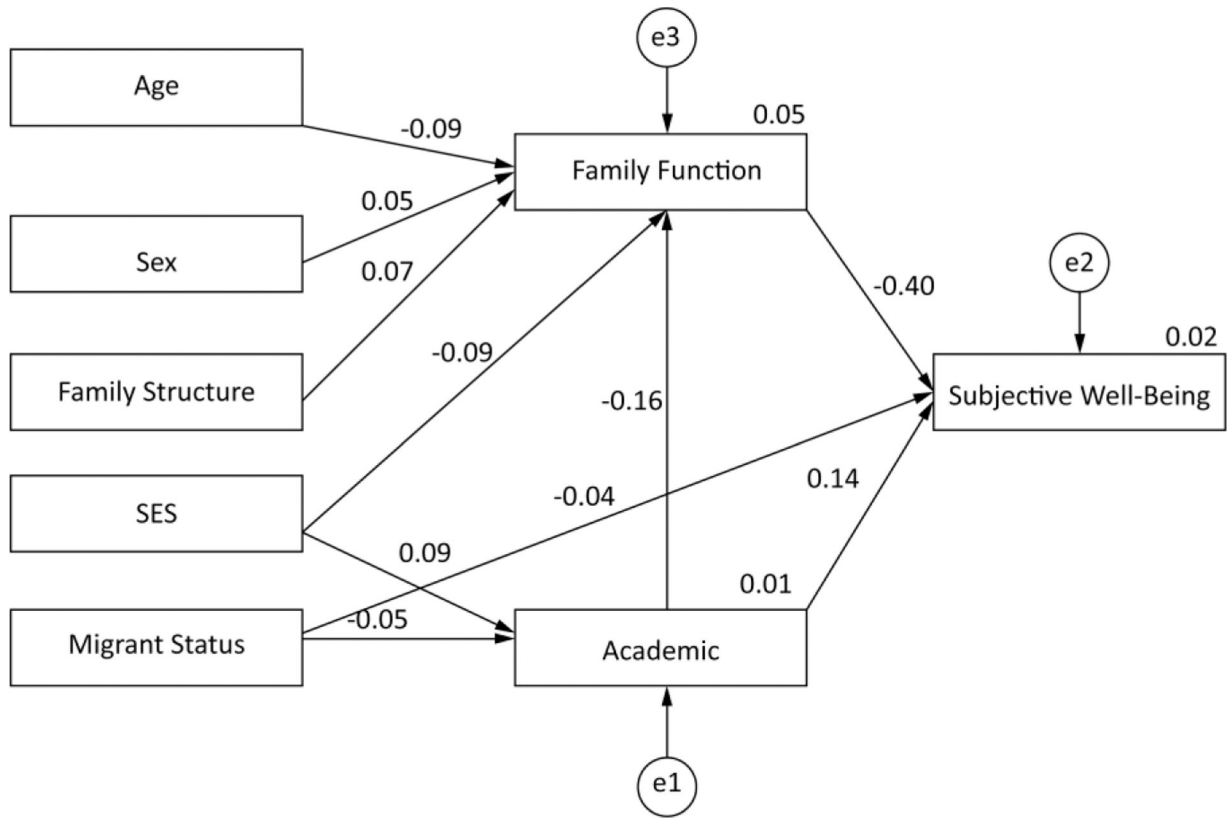 e3
Age
0.05
-0.09
Family Function
0.05
Sex
0.07
e2
-0.40
0.02
-0.09
Family Structure
Subjective Well-Being
-0.16
SES
-0.04
0.14
0.09
0.01
-0.05
Migrant Status
Academic
e1